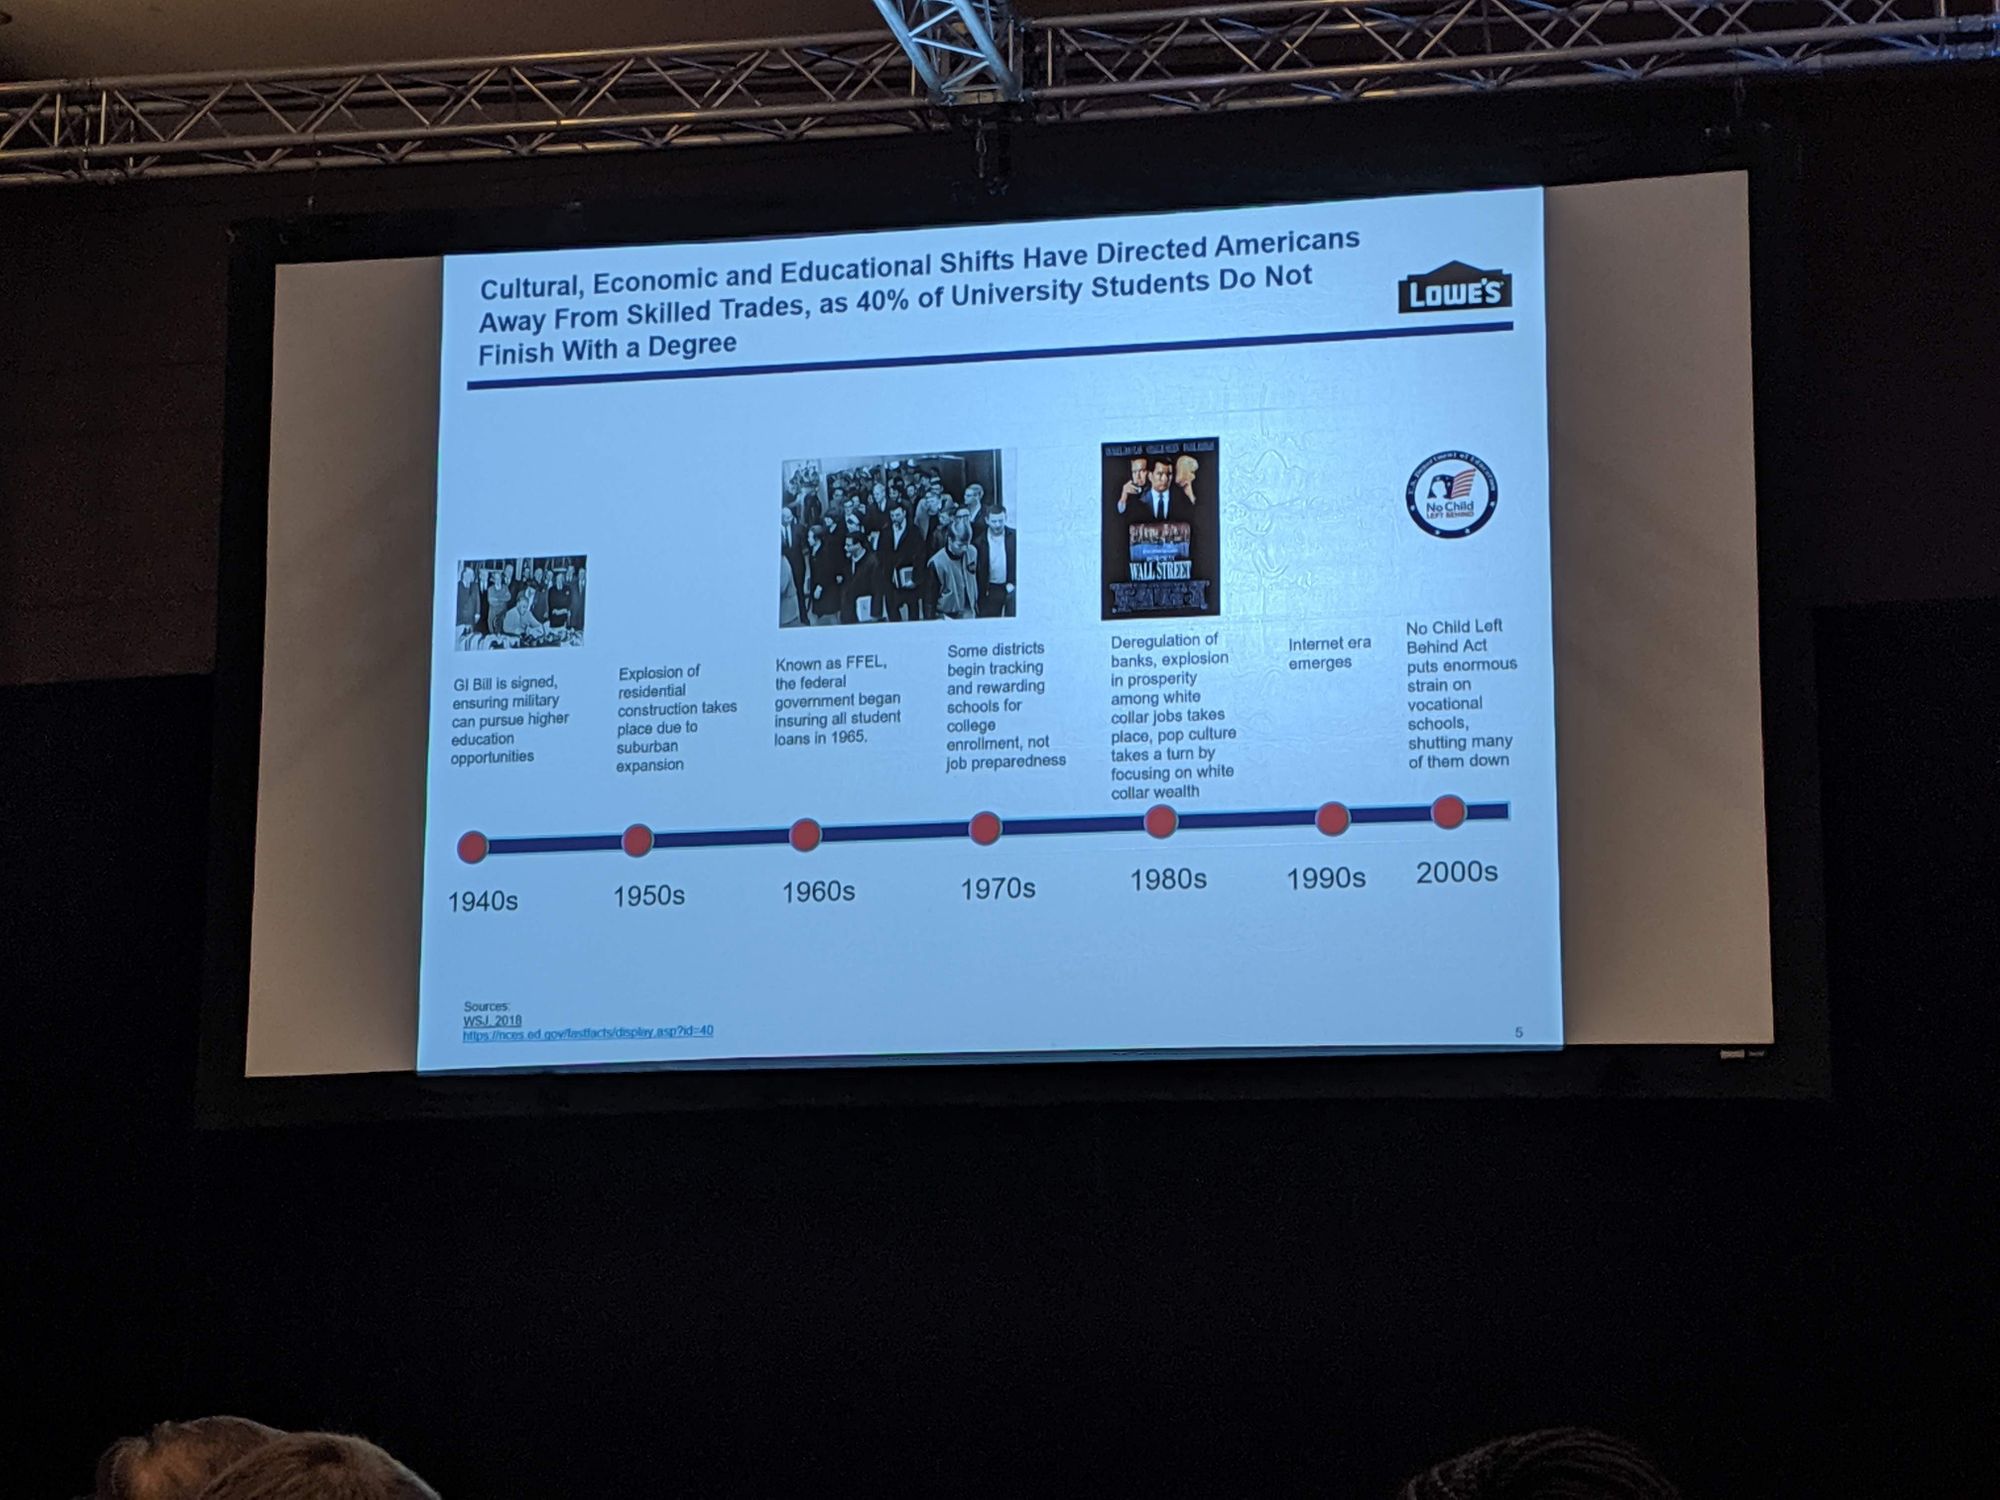 Cultural, Economic and Educational Shifts Have Directed Americans
Away From Skilled Trades, as 40% of University Students Do Not
Finish With a Degree
LOWE'S
WALL STREET
No Child
LEFT BEHIND
GI Bill is signed,
ensuring military
can pursue higher
education
opportunities
Explosion of
residential
construction takes
place due to
suburban
expansion
Known as FFEL,
the federal
government began
insuring all student
loans in 1965.
Some districts
begin tracking
and rewarding
schools for
college
enrollment, not
job preparedness
Deregulation of
banks, explosion
in prosperity
among white
collar jobs takes
place, pop culture
takes a turn by
focusing on white
collar wealth
Internet era
emerges
No Child Left
Behind Act
puts enormous
strain on
vocational
schools,
shutting many
of them down
1940s
1950s
1960s
1970s
1980s
1990s
2000s
Sources:
WSJ, 2018
https://nces.ed.gov/fastfacts/display.asp?id=40
5